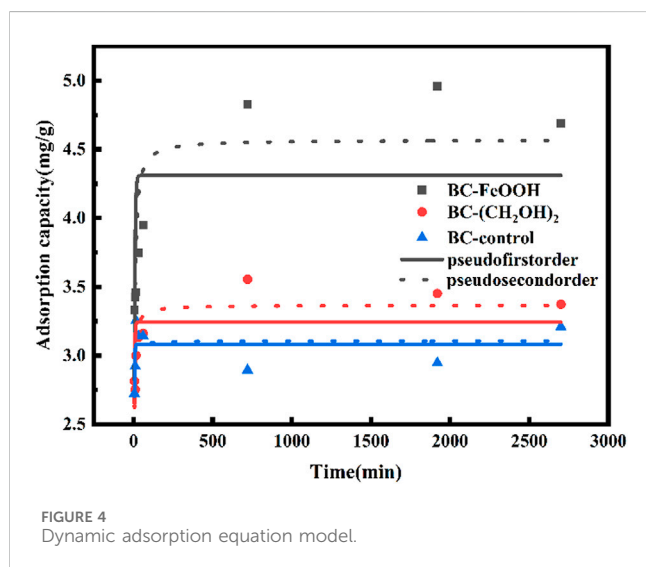 Adsorption capacity(mg/g)
5.0
4.5
4.0
3.5
3.0
2.5
BC-FeOOH
BC-(CH₂OH)₂
BC-control
pseudofirstorder
pseudosecondorder
0
500
1000
1500
2000
2500
3000
Time(min)
FIGURE 4
Dynamic adsorption equation model.